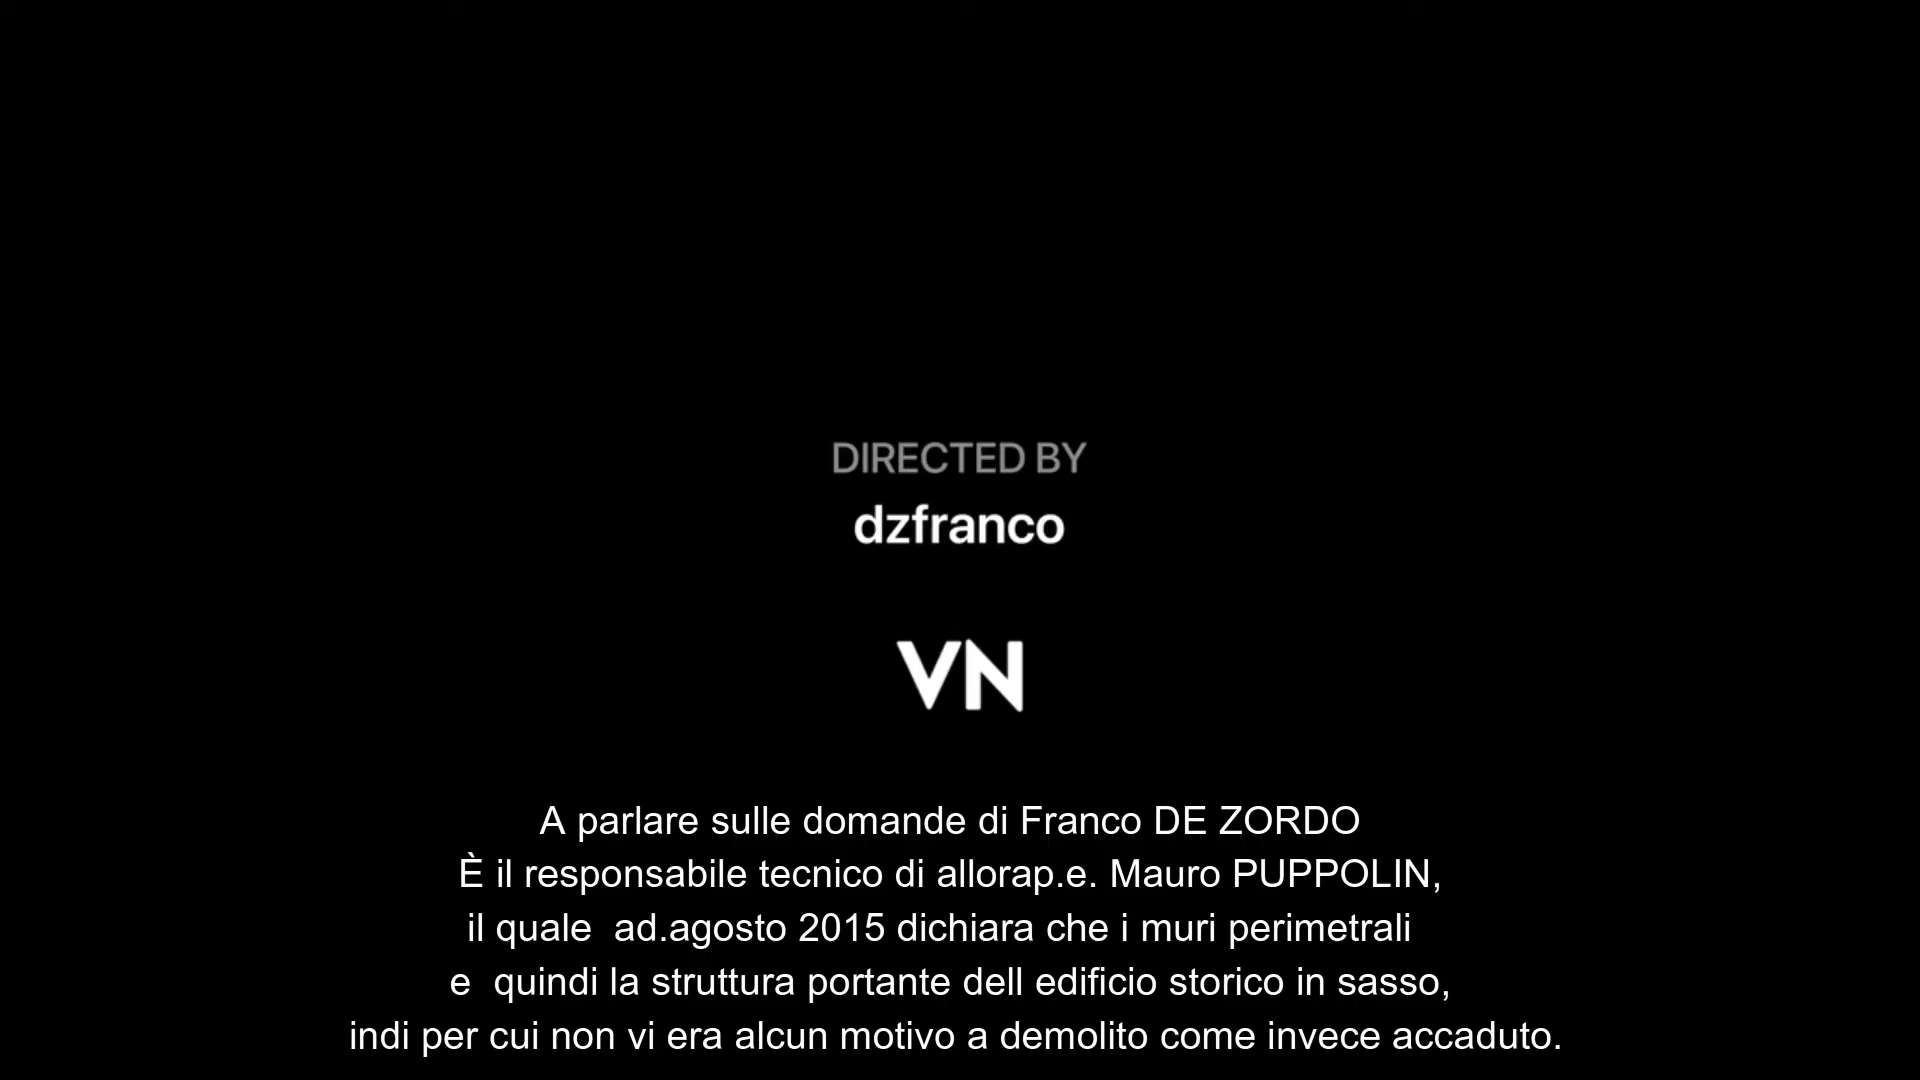 DIRECTED BY
dzfranco
VN
A parlare sulle domande di Franco DE ZORDO
È il responsabile tecnico di allorap.e. Mauro PUPPOLIN,
il quale  ad.agosto 2015 dichiara che i muri perimetrali
e  quindi la struttura portante dell edificio storico in sasso,
indi per cui non vi era alcun motivo a demolito come invece accaduto.